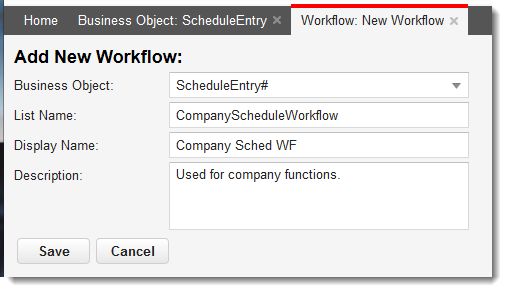 Home Business Object: ScheduleEntry × Workflow: New Workflow ×
Add New Workflow:
Business Object: ScheduleEntry#
List Name: CompanyScheduleWorkflow
Display Name: Company Sched WF
Description: Used for company functions.
Save Cancel